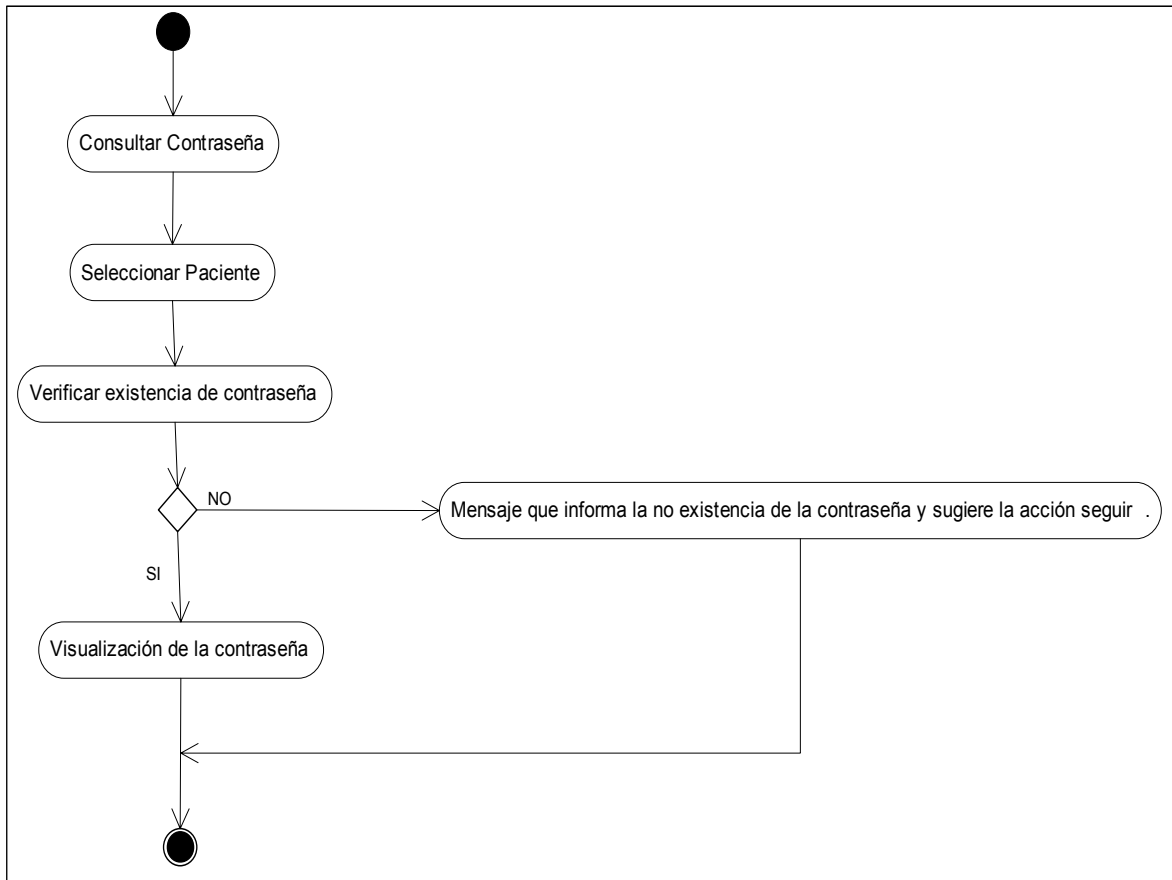 Consultar Contraseña
Seleccionar Paciente
Verificar existencia de contraseña
NO
Mensaje que informa la no existencia de la contraseña y sugiere la acción seguir .
SI
Visualización de la contraseña